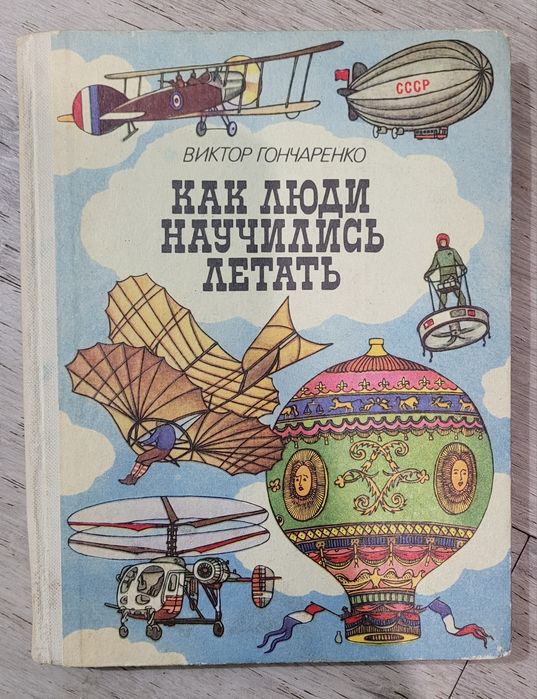 СССР
ВИКТОР ГОНЧАРЕНКО
КАК ЛЮДИ
НАУЧИЛИСЬ
ЛЕТАТЬ